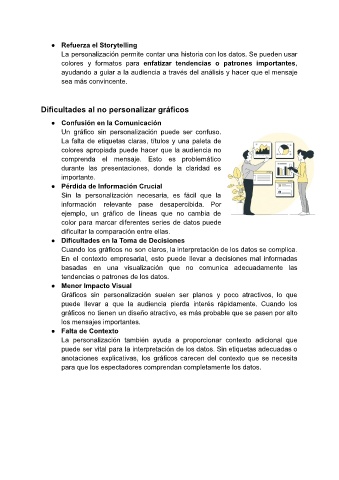 ● Refuerza el Storytelling
La personalización permite contar una historia con los datos. Se pueden usar
colores y formatos para enfatizar tendencias o patrones importantes,
ayudando a guiar a la audiencia a través del análisis y hacer que el mensaje
sea más convincente.
Dificultades al no personalizar gráficos
● Confusión en la Comunicación
Un gráfico sin personalización puede ser confuso.
La falta de etiquetas claras, títulos y una paleta de
colores apropiada puede hacer que la audiencia no
comprenda el mensaje. Esto es problemático
durante las presentaciones, donde la claridad es
importante.
● Pérdida de Información Crucial
Sin la personalización necesaria, es fácil que la
información relevante pase desapercibida. Por
ejemplo, un gráfico de líneas que no cambia de
color para marcar diferentes series de datos puede
dificultar la comparación entre ellas.
● Dificultades en la Toma de Decisiones
Cuando los gráficos no son claros, la interpretación de los datos se complica.
En el contexto empresarial, esto puede llevar a decisiones mal informadas
basadas en una visualización que no comunica adecuadamente las
tendencias o patrones de los datos.
● Menor Impacto Visual
Gráficos sin personalización suelen ser planos y poco atractivos, lo que
puede llevar a que la audiencia pierda interés rápidamente. Cuando los
gráficos no tienen un diseño atractivo, es más probable que se pasen por alto
los mensajes importantes.
● Falta de Contexto
La personalización también ayuda a proporcionar contexto adicional que
puede ser vital para la interpretación de los datos. Sin etiquetas adecuadas o
anotaciones explicativas, los gráficos carecen del contexto que se necesita
para que los espectadores comprendan completamente los datos.